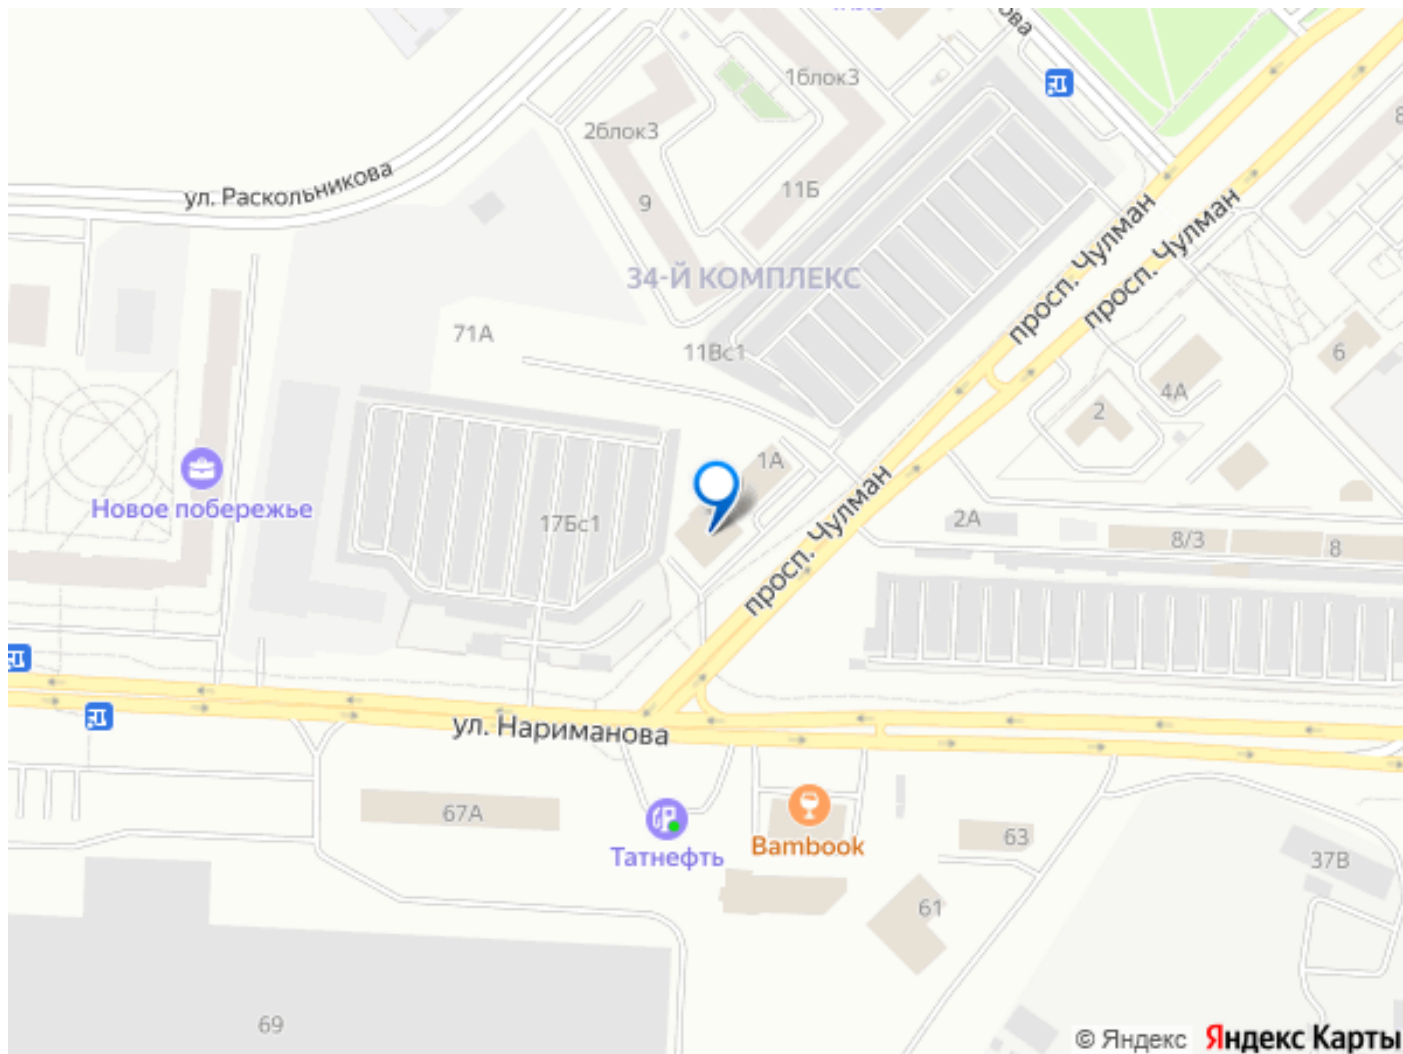 1блок3
2блок3
ул. Раскольникова
9
11Б
34-Й КОМПЛЕКС
просп. Чулман
просп. Чулман
71А
11Вс1
6
4А
2
1А
Новое побережье
17Бс1
просп. Чулман
2А
8/3
8
ул. Нариманова
67А
Татнефть
Bambook
63
37В
61
69
© Яндекс Яндекс Карты